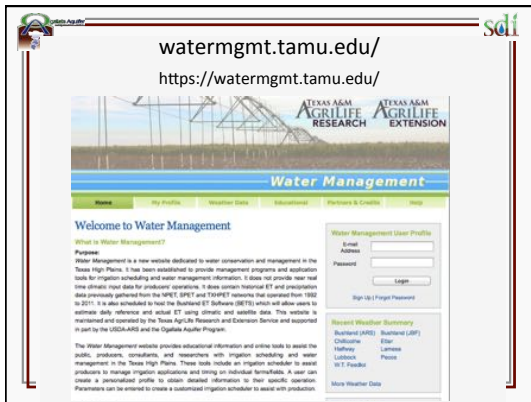 Ogallala Aquifer
sdi
watermgmt.tamu.edu/
https://watermgmt.tamu.edu/
TEXAS A&M
AGRILIFE
RESEARCH
TEXAS A&M
AGRILIFE
EXTENSION
Water Management
Home My Profile Weather Data Educational Partners & Credits Help
Welcome to Water Management
What is Water Management?
Purpose:
Water Management is a new website dedicated to water conservation and management in the
Texas High Plains. It has been established to provide management programs and application
tools for irrigation scheduling and water management information. It does not provide near real
time climatic input data for producers' operations. It does contain historical ET and precipitation
data previously gathered from the NPET, SPET and TXHPET networks that operated from 1992
to 2011. It is also scheduled to host the Bushland ET Software (BETS) which will allow users to
estimate daily reference and actual ET using climatic and satellite data. This website is
maintained and operated by the Texas AgriLife Research and Extension Service and supported
in part by the USDA-ARS and the Ogallala Aquifer Program.
The Water Management website provides educational information and online tools to assist the
public, producers, consultants, and researchers with irrigation scheduling and water
management in the Texas High Plains. These tools include an irrigation scheduler to assist
producers to manage irrigation applications and timing on individual farms/fields. A user can
create a personalized profile to obtain detailed information to their specific operation.
Parameters can be entered to create a customized irrigation scheduler to assist with production.
Water Management User Profile
E-mail
Address
Password
Login
Sign Up | Forgot Password
Recent Weather Summary
Bushland (ARS) Bushland (JBF)
Chillicothe Etter
Halfway Lamesa
Lubbock Pecos
W.T. Feedlot
More Weather Data